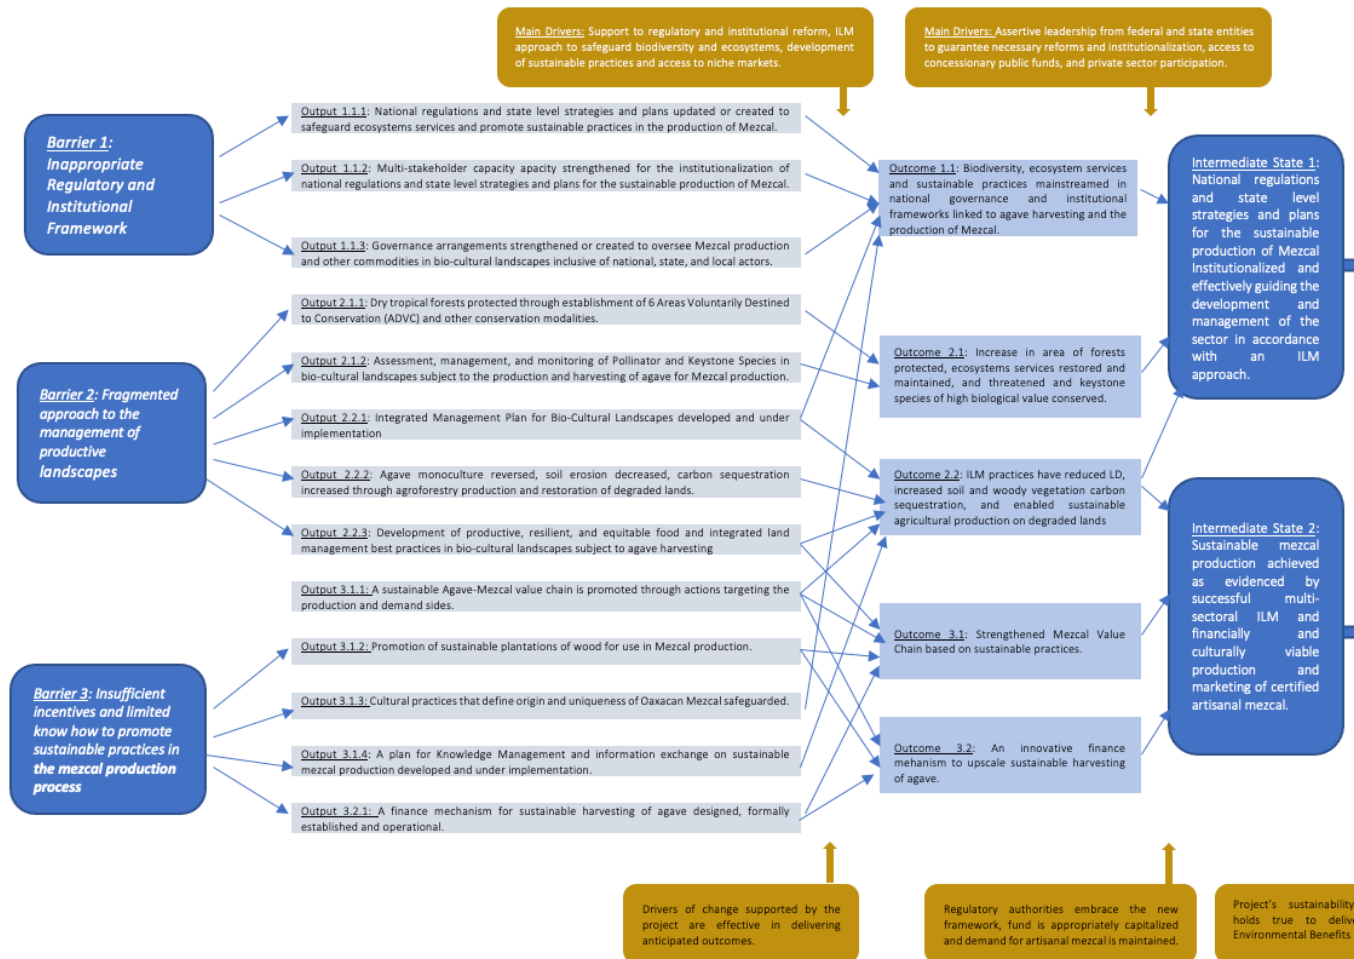 Main Drivers: Support to regulatory and institutional reform, ILM
approach to safeguard biodiversity and ecosystems, development
of sustainable practices and access to niche markets.
Main Drivers: Assertive leadership from federal and state entities
to guarantee necessary reforms and institutionalization, access to
concessionary public funds, and private sector participation.
Barrier 1:
Inappropriate
Regulatory and
Institutional
Framework
Barrier 2: Fragmented
approach to the
management of
productive
landscapes
Barrier 3: Insufficient
incentives and limited
know how to promote
sustainable practices in
the mezcal production
process
Output 1.1.1: National regulations and state level strategies and plans updated or created to
safeguard ecosystems services and promote sustainable practices in the production of Mezcal.
Output 1.1.2: Multi-stakeholder capacity apacity strengthened for the institutionalization of
national regulations and state level strategies and plans for the sustainable production of Mezcal.
Output 1.1.3: Governance arrangements strengthened or created to oversee Mezcal production
and other commodities in bio-cultural landscapes inclusive of national, state, and local actors.
Output 2.1.1: Dry tropical forests protected through establishment of 6 Areas Voluntarily Destined
to Conservation (ADVC) and other conservation modalities.
Output 2.1.2: Assessment, management, and monitoring of Pollinator and Keystone Species in
bio-cultural landscapes subject to the production and harvesting of agave for Mezcal production.
Output 2.2.1: Integrated Management Plan for Bio-Cultural Landscapes developed and under
implementation
Output 2.2.2: Agave monoculture reversed, soil erosion decreased, carbon sequestration
increased through agroforestry production and restoration of degraded lands.
Output 2.2.3: Development of productive, resilient, and equitable food and integrated land
management best practices in bio-cultural landscapes subject to agave harvesting
Output 3.1.1: A sustainable Agave-Mezcal value chain is promoted through actions targeting the
production and demand sides.
Output 3.1.2: Promotion of sustainable plantations of wood for use in Mezcal production.
Output 3.1.3: Cultural practices that define origin and uniqueness of Oaxacan Mezcal safeguarded.
Output 3.1.4: A plan for Knowledge Management and information exchange on sustainable
mezcal production developed and under implementation.
Output 3.2.1: A finance mechanism for sustainable harvesting of agave designed, formally
established and operational.
Outcome 1.1: Biodiversity, ecosystem services
and sustainable practices mainstreamed in
national governance and institutional
frameworks linked to agave harvesting and the
production of Mezcal.
Outcome 2.1: Increase in area of forests
protected, ecosystems services restored and
maintained, and threatened and keystone
species of high biological value conserved.
Outcome 2.2: ILM practices have reduced LD,
increased soil and woody vegetation carbon
sequestration, and enabled sustainable
agricultural production on degraded lands
Outcome 3.1: Strengthened Mezcal Value
Chain based on sustainable practices.
Outcome 3.2: An innovative finance
mehanism to upscale sustainable harvesting
of agave.
Intermediate State 1:
National regulations
and state level
strategies and plans
for the sustainable
production of Mezcal
Institutionalized and
effectively guiding the
development and
management of the
sector in accordance
with an ILM
approach.
Intermediate State 2:
Sustainable mezcal
production achieved
as evidenced by
successful multi-
sectoral ILM and
financially and
culturally viable
production and
marketing of certified
artisanal mezcal.
Drivers of change supported by the
project are effective in delivering
anticipated outcomes.
Regulatory authorities embrace the new
framework, fund is appropriately capitalized
and demand for artisanal mezcal is maintained.
Project's sustainability
holds true to deliv
Environmental Benefits